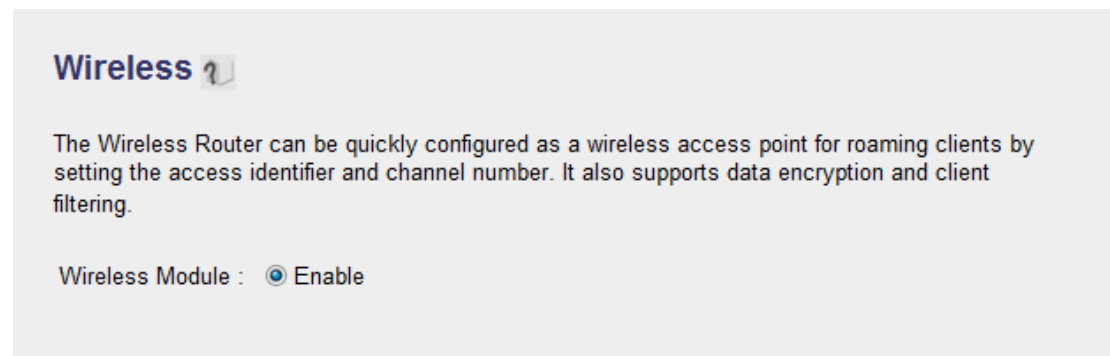 Wireless
The Wireless Router can be quickly configured as a wireless access point for roaming clients by
setting the access identifier and channel number. It also supports data encryption and client
filtering.
Wireless Module : Enable